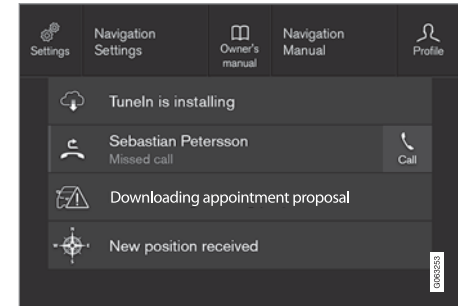 Settings
Navigation
Settings
Owner's
manual
Navigation
Manual
Profile
TuneIn is installing
Sebastian Petersson
Missed call
Call
Downloading appointment proposal
New position received
G063253